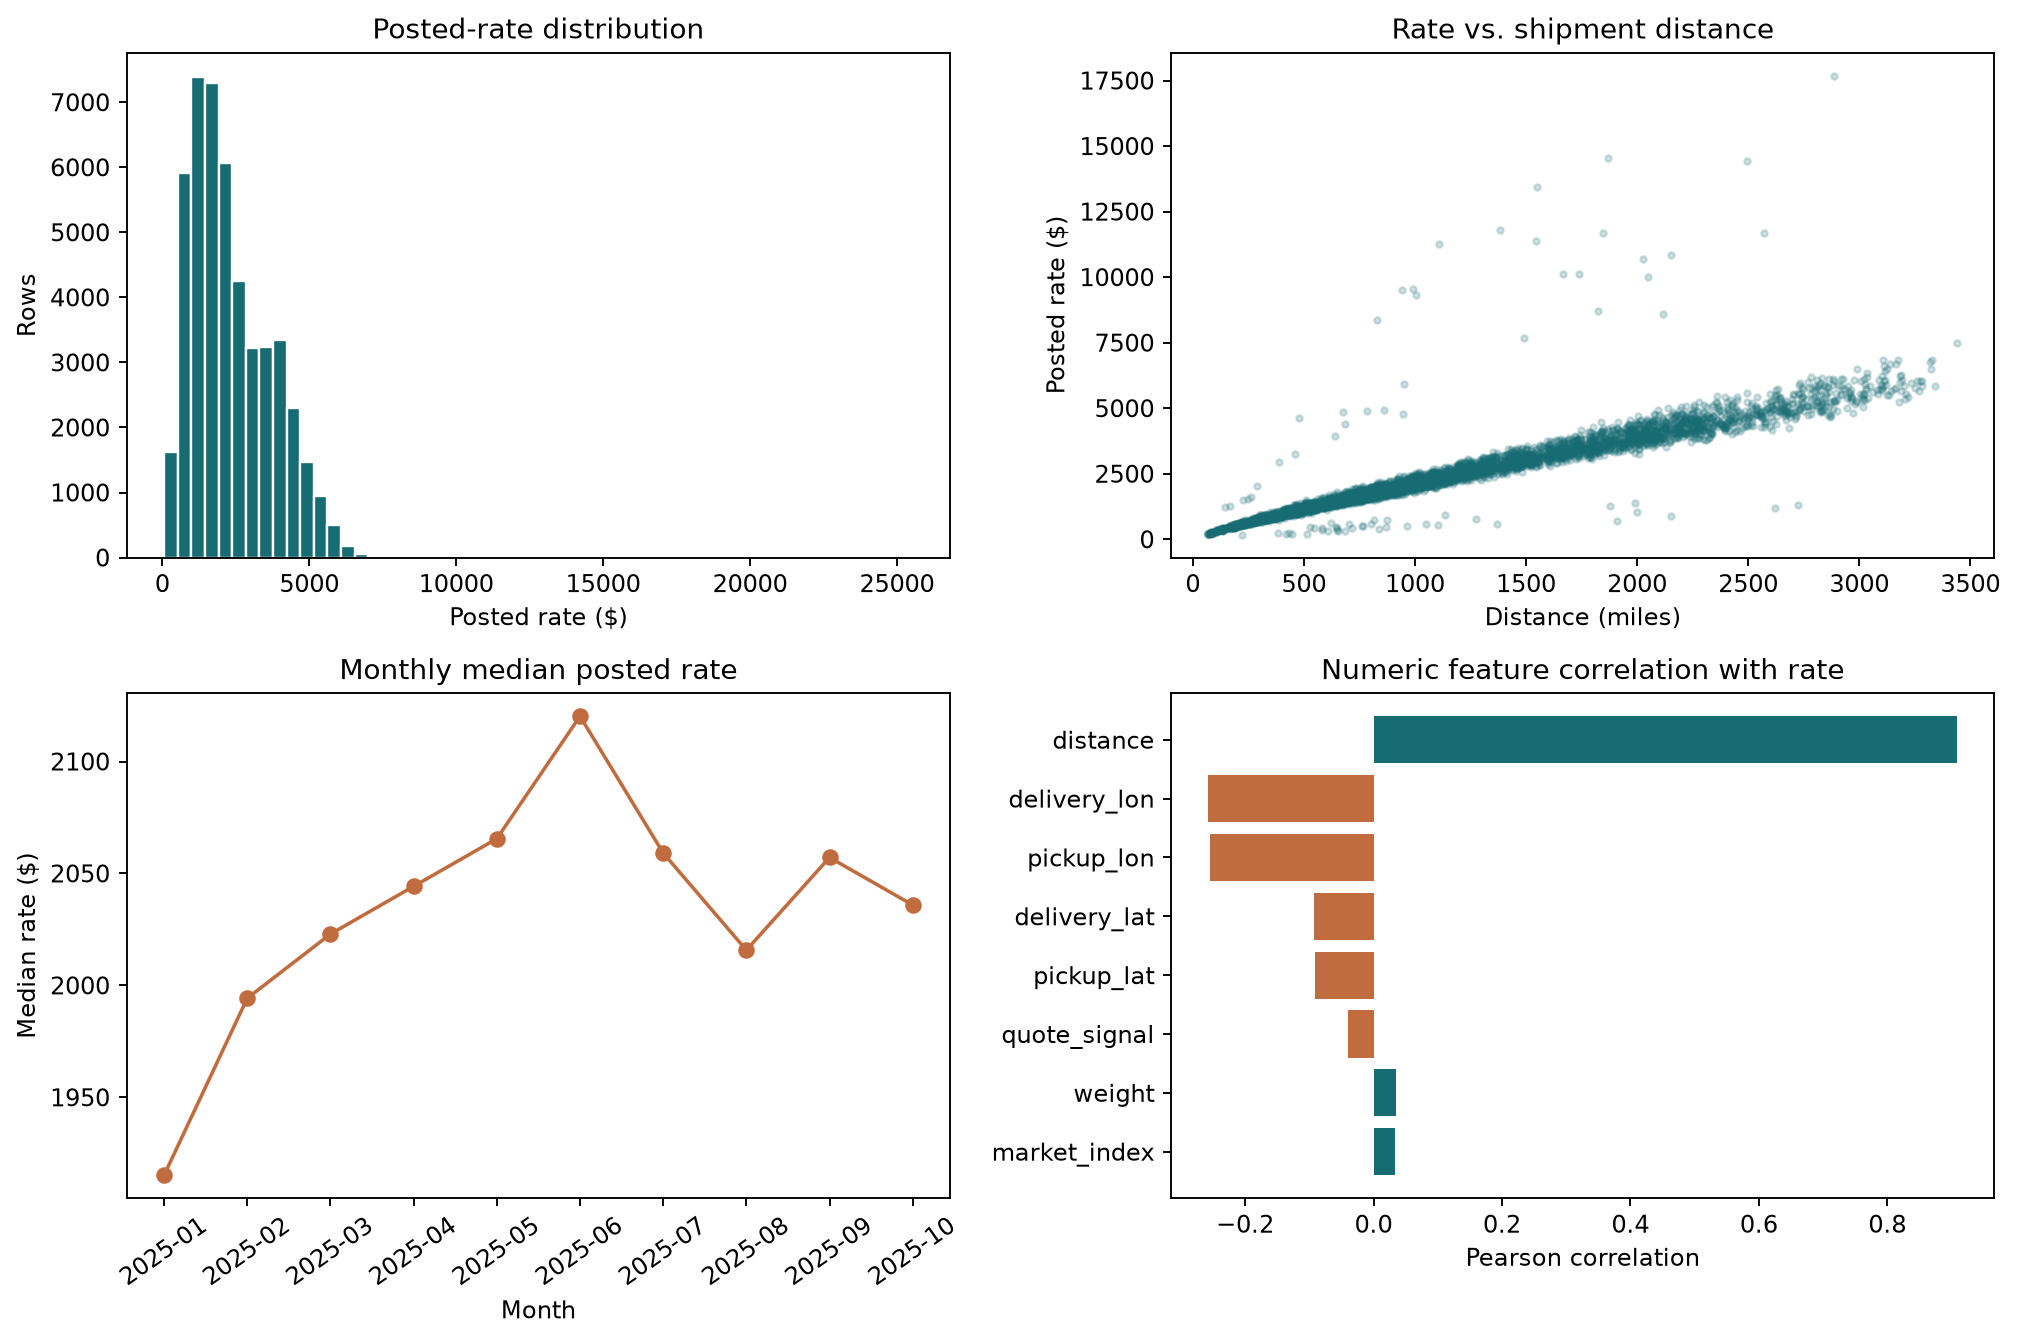 Posted-rate distribution
7000
6000
5000
4000
3000
2000
1000
0
Rows
0 5000 10000 15000 20000 25000
Posted rate ($)
Rate vs. shipment distance
17500
15000
12500
10000
7500
5000
2500
0
Posted rate ($)
0 500 1000 1500 2000 2500 3000 3500
Distance (miles)
Monthly median posted rate
2100
2050
2000
1950
Median rate ($)
2025-01 2025-02 2025-03 2025-04 2025-05 2025-06 2025-07 2025-08 2025-09 2025-10
Month
Numeric feature correlation with rate
distance
delivery_lon
pickup_lon
delivery_lat
pickup_lat
quote_signal
weight
market_index
−0.2 0.0 0.2 0.4 0.6 0.8
Pearson correlation